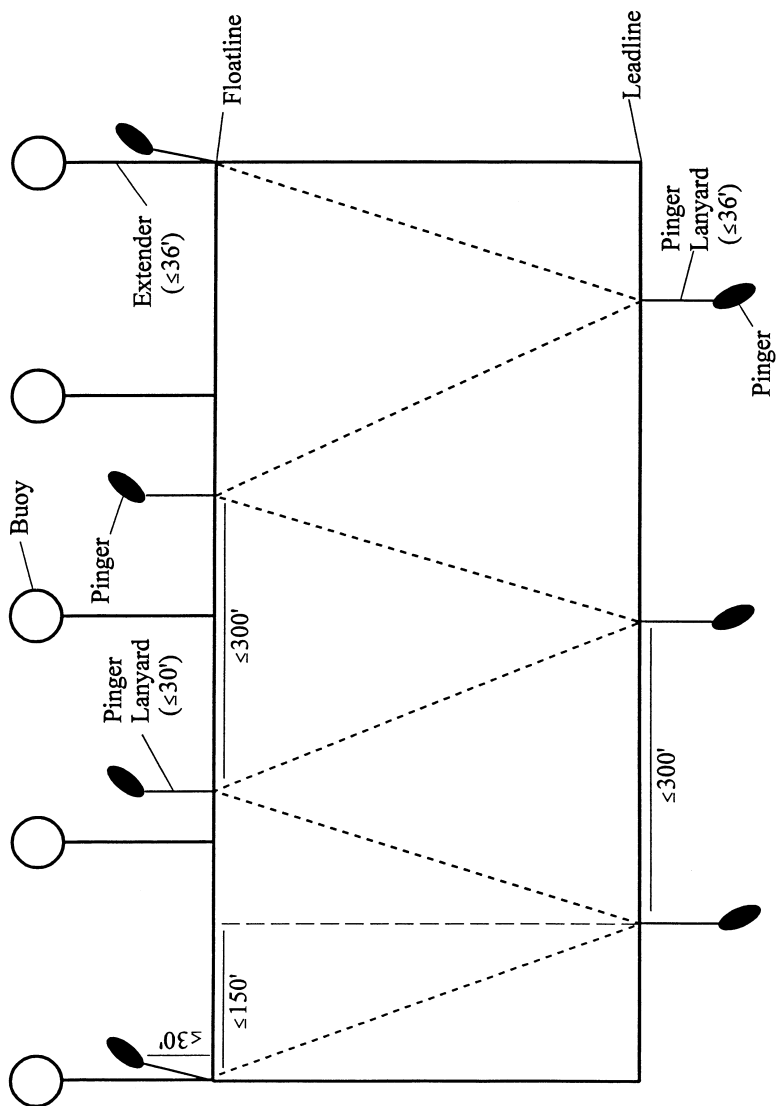 Buoy
Floatline
Extender
(≤36')
Pinger
Pinger
Lanyard
(≤30')
≤30'
≤300'
≤150'
Leadline
≤300'
Pinger
Lanyard
(≤36')
Pinger